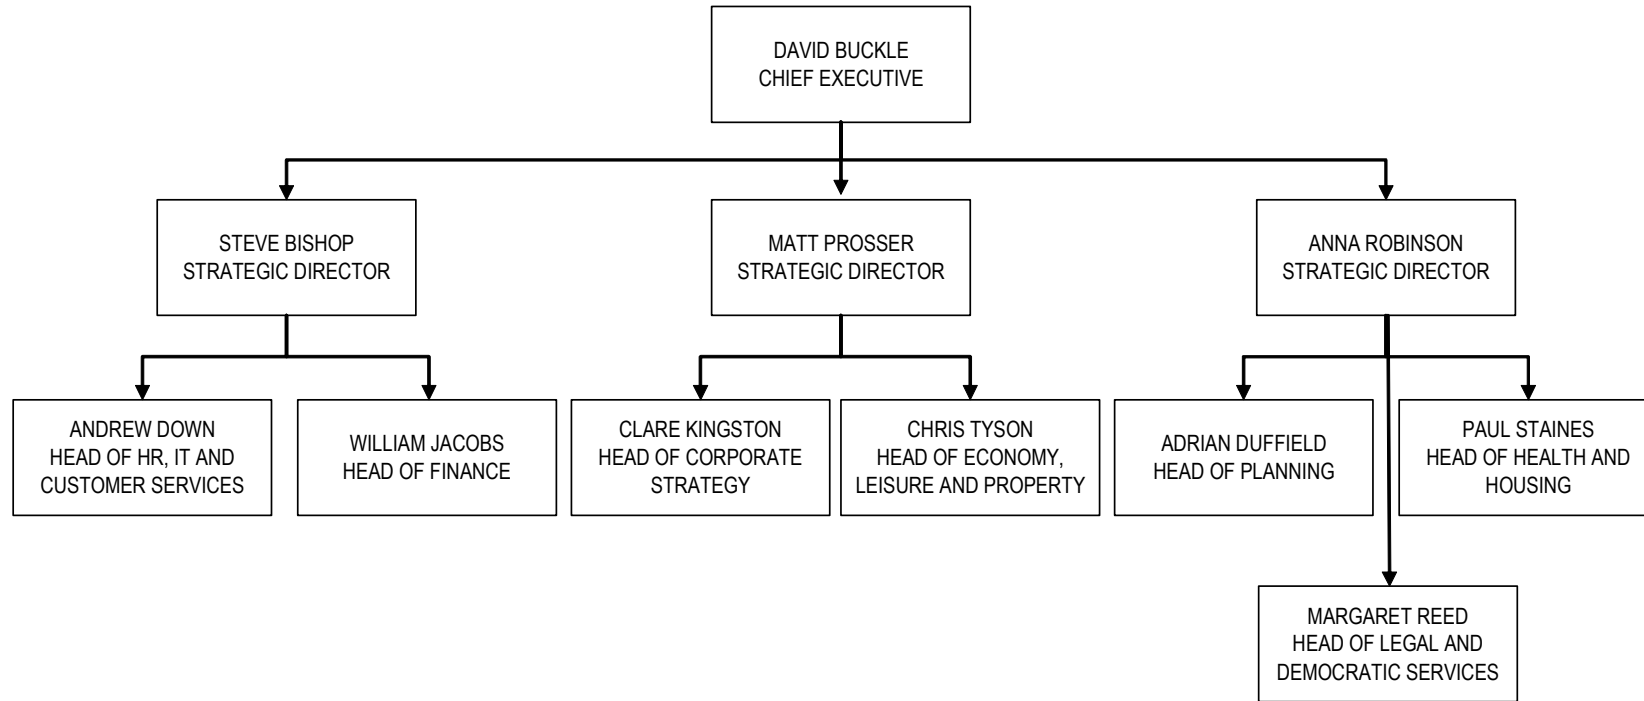 DAVID BUCKLE
CHIEF EXECUTIVE
STEVE BISHOP
STRATEGIC DIRECTOR
MATT PROSSER
STRATEGIC DIRECTOR
ANNA ROBINSON
STRATEGIC DIRECTOR
ANDREW DOWN
HEAD OF HR, IT AND
CUSTOMER SERVICES
WILLIAM JACOBS
HEAD OF FINANCE
CLARE KINGSTON
HEAD OF CORPORATE
STRATEGY
CHRIS TYSON
HEAD OF ECONOMY,
LEISURE AND PROPERTY
ADRIAN DUFFIELD
HEAD OF PLANNING
PAUL STAINES
HEAD OF HEALTH AND
HOUSING
MARGARET REED
HEAD OF LEGAL AND
DEMOCRATIC SERVICES